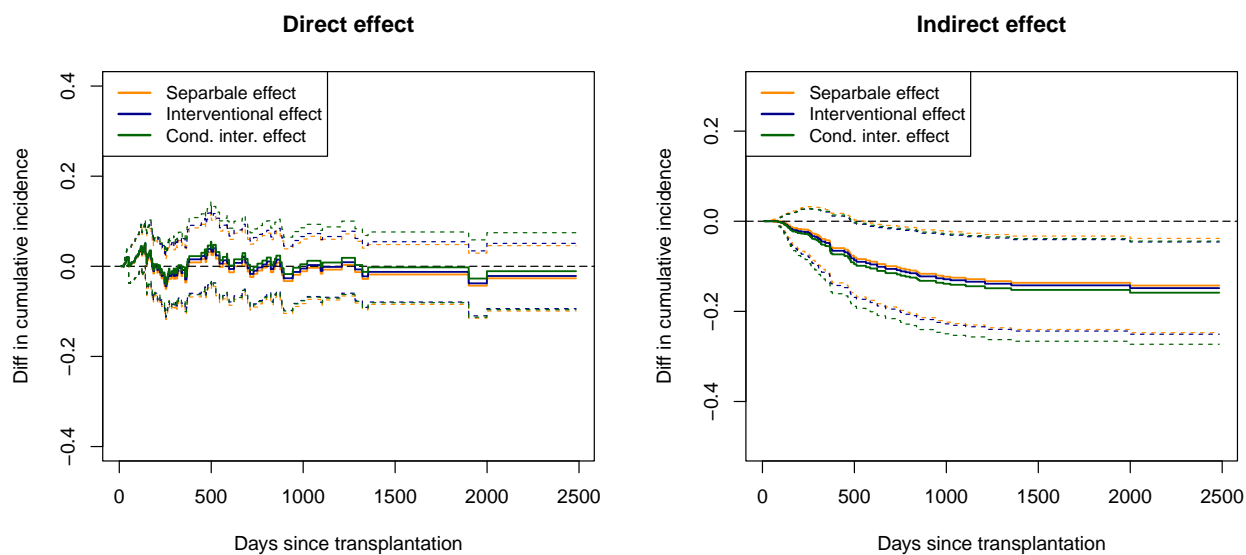 Direct effect
Separbale effect
Interventional effect
Cond. inter. effect
Diff in cumulative incidence
0.4
0.2
0.0
−0.2
−0.4
0 500 1000 1500 2000 2500
Days since transplantation
Indirect effect
Separbale effect
Interventional effect
Cond. inter. effect
Diff in cumulative incidence
0.2
0.0
−0.2
−0.4
0 500 1000 1500 2000 2500
Days since transplantation